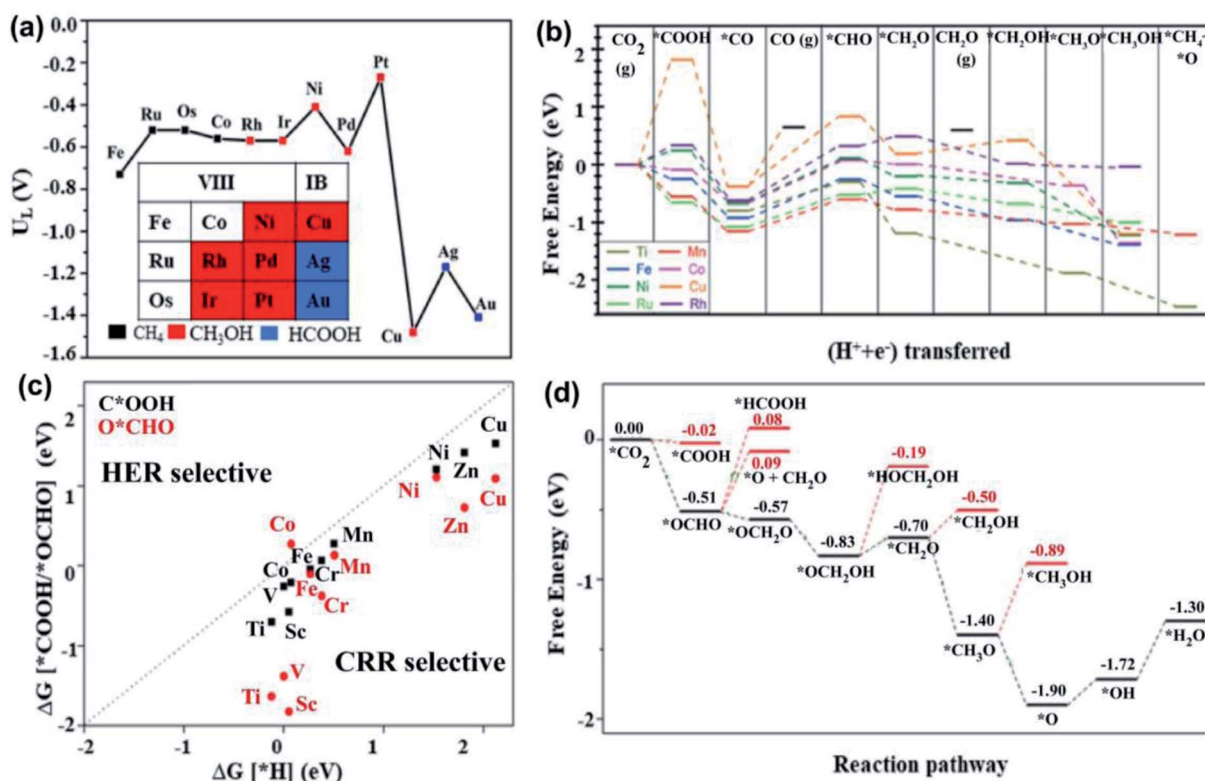 (a)
0.0
-0.2
-0.4
-0.6
-0.8
-1.0
-1.2
-1.4
-1.6
U_L (V)
Fe
Ru
Os
Co
Rh
Ir
Ni
Pd
Pt
Cu
Ag
Au
VIII IB
Fe Co Ni Cu
Ru Rh Pd Ag
Os Ir Pt Au
CH₄ CH₃OH HCOOH
(b)
CO₂ (g) *COOH *CO CO (g) *CHO *CH₂O CH₂O (g) *CH₂OH *CH₃O *CH₃OH *CH₄+ *O
2
1
0
-1
-2
Free Energy (eV)
Ti Mn
Fe Co
Ni Cu
Ru Rh
(H⁺+e⁻) transferred
(c)
C*OOH
O*CHO
HER selective
CRR selective
2
1
0
-1
-2
ΔG [*COOH/*OCHO] (eV)
Cu
Ni
Zn
Ni
Cu
Zn
Co
Mn
Fe
Mn
Co
Cr
V
Fe
Cr
Ti
Sc
V
Ti
Sc
-2 -1 0 1 2
ΔG [*H] (eV)
(d)
0
-1
-2
Free Energy (eV)
0.00
*CO₂
-0.02
*COOH
*HCOOH
0.08
0.09
*O + CH₂O
-0.51
*OCHO
-0.57
*OCH₂O
-0.83
*OCH₂OH
-0.19
*HOCH₂OH
-0.70
*CH₂O
-0.50
*CH₂OH
-1.40
*CH₃O
-0.89
*CH₃OH
-1.90
*O
-1.72
*OH
-1.30
*H₂O
Reaction pathway